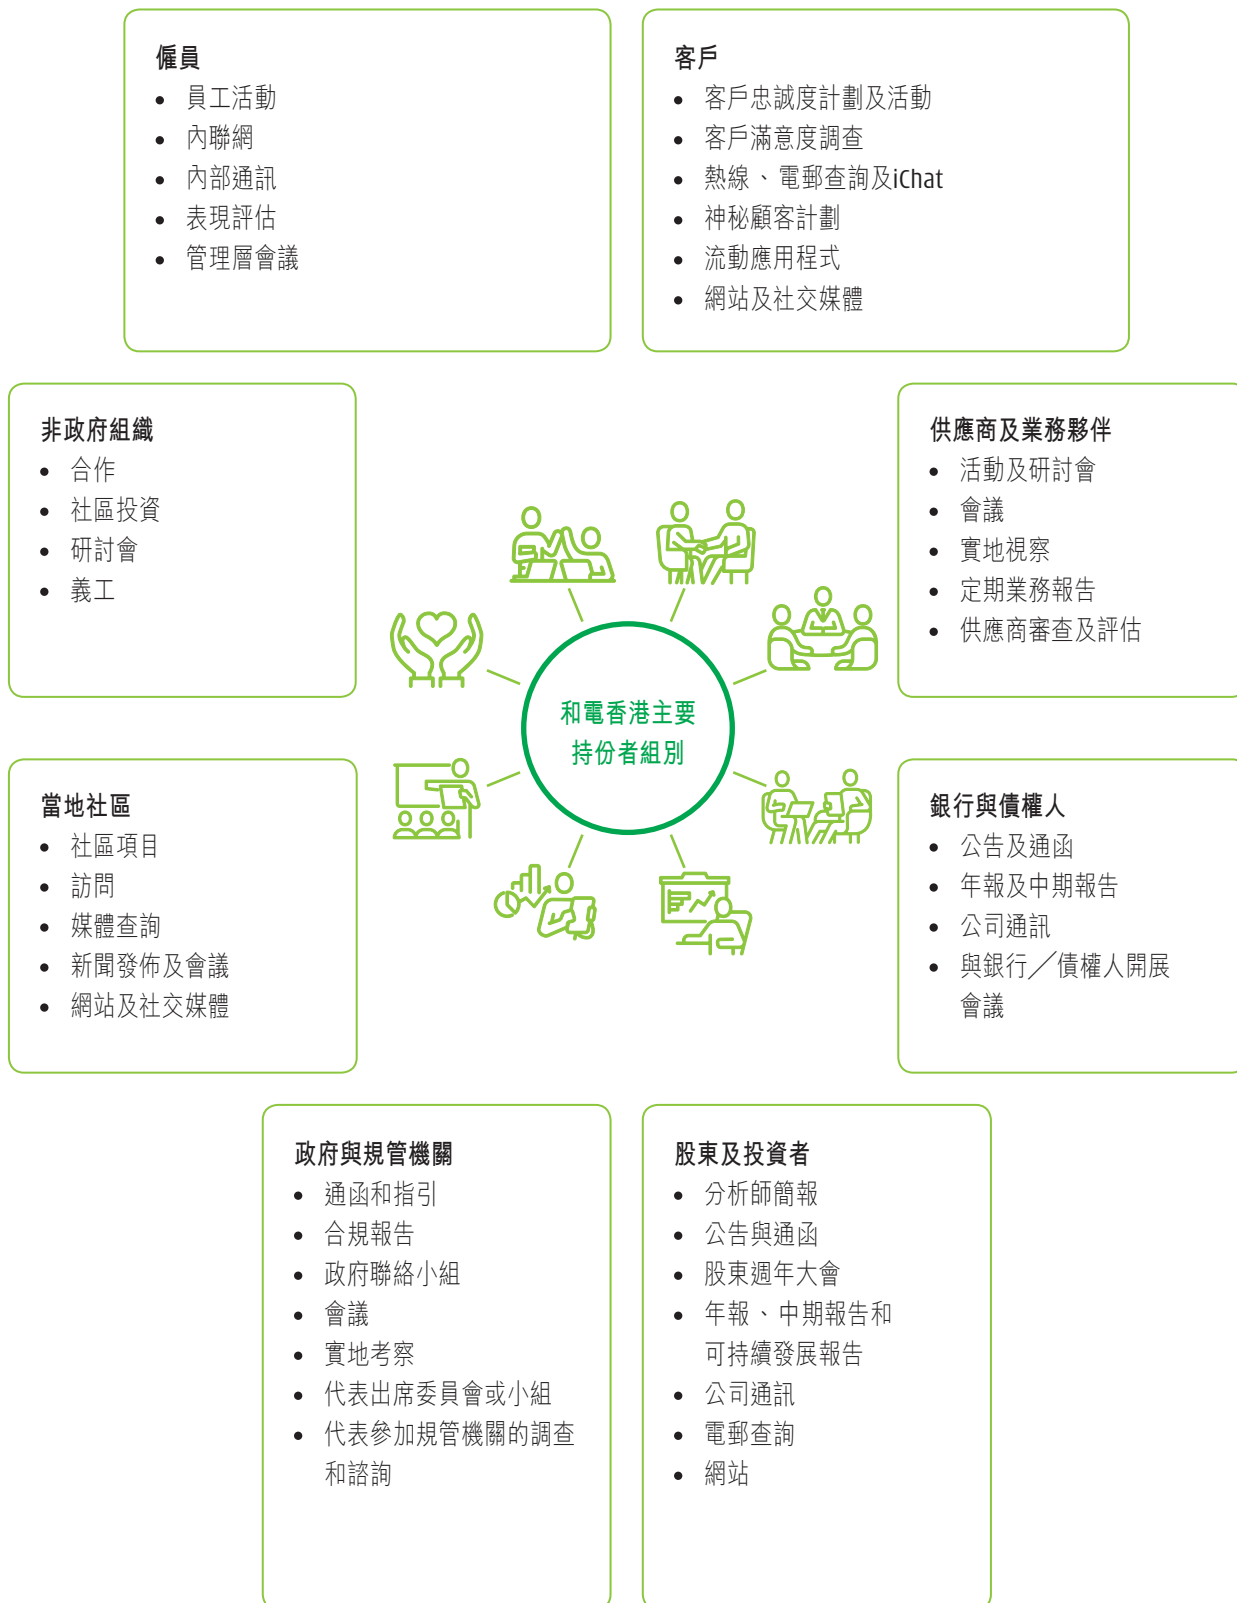 僱員
• 員工活動
• 內聯網
• 內部通訊
• 表現評估
• 管理層會議
客戶
• 客戶忠誠度計劃及活動
• 客戶滿意度調查
• 熱線、電郵查詢及iChat
• 神秘顧客計劃
• 流動應用程式
• 網站及社交媒體
非政府組織
• 合作
• 社區投資
• 研討會
• 義工
供應商及業務夥伴
• 活動及研討會
• 會議
• 實地視察
• 定期業務報告
• 供應商審查及評估
和電香港主要
持份者組別
當地社區
• 社區項目
• 訪問
• 媒體查詢
• 新聞發佈及會議
• 網站及社交媒體
銀行與債權人
• 公告及通函
• 年報及中期報告
• 公司通訊
• 與銀行／債權人開展
會議
政府與規管機關
• 通函和指引
• 合規報告
• 政府聯絡小組
• 會議
• 實地考察
• 代表出席委員會或小組
• 代表參加規管機關的調查
和諮詢
股東及投資者
• 分析師簡報
• 公告與通函
• 股東週年大會
• 年報、中期報告和
可持續發展報告
• 公司通訊
• 電郵查詢
• 網站